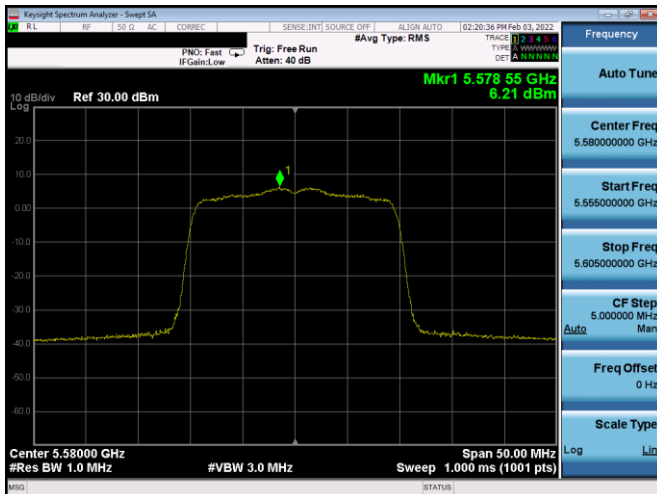 Keysight Spectrum Analyzer - Swept SA
RL RF 50 Ω AC CORREC SENSE:INT SOURCE OFF ALIGN AUTO 02:20:36 PM Feb 03, 2022
#Avg Type: RMS
TRACE 1 2 3 4 5 6
TYPE A WWWWW
DET A N N N N N
PNO: Fast
IFGain:Low
Trig: Free Run
Atten: 40 dB
Mkr1 5.578 55 GHz
6.21 dBm
10 dB/div
Log
Ref 30.00 dBm
20.0
10.0
0.00
-10.0
-20.0
-30.0
-40.0
-50.0
-60.0
1
Center 5.58000 GHz
Span 50.00 MHz
#Res BW 1.0 MHz
#VBW 3.0 MHz
Sweep 1.000 ms (1001 pts)
MSG
STATUS
Frequency
Auto Tune
Center Freq
5.580000000 GHz
Start Freq
5.555000000 GHz
Stop Freq
5.605000000 GHz
CF Step
5.000000 MHz
Auto Man
Freq Offset
0 Hz
Scale Type
Log Lin